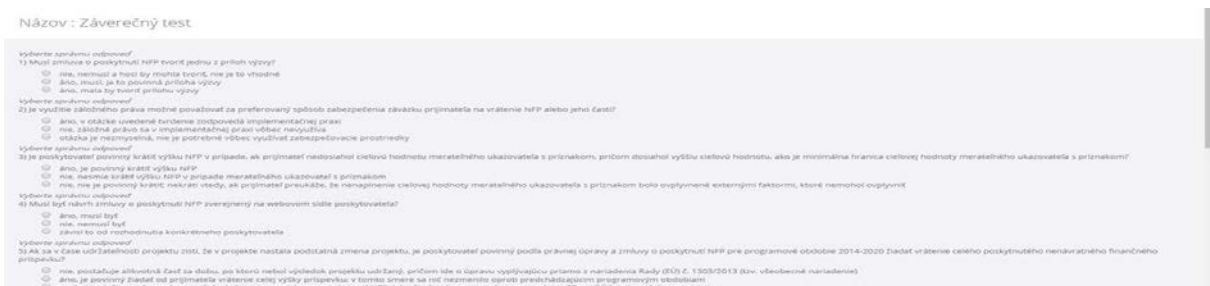 Názov : Záverečný test
Vyberte správnu odpoveď
1) Musí zmluva o poskytnutí NFP tvoriť jednu z príloh výzvy?
nie, nemusí a hoci by mohla tvoriť, nie je to vhodné
áno, musí, je to povinná príloha výzvy
áno, mala by tvoriť prílohu výzvy
Vyberte správnu odpoveď
2) Je využitie záložného práva možné považovať za preferovaný spôsob zabezpečenia záväzku prijímateľa na vrátenie NFP alebo jeho časti?
áno, v otázke uvedené tvrdenie zodpovedá implementačnej praxi
nie, záložné právo sa v implementačnej praxi vôbec nevyužíva
otázka je nezmyselná, nie je potrebné vôbec využívať zabezpečovacie prostriedky
Vyberte správnu odpoveď
3) Je poskytovateľ povinný krátiť výšku NFP v prípade, ak prijímateľ nedosiahol cieľovú hodnotu merateľného ukazovateľa s príznakom, pričom dosiahol vyššiu cieľovú hodnotu, ako je minimálna hranica cieľovej hodnoty merateľného ukazovateľa s príznakom?
áno, je povinný krátiť výšku NFP
nie, nesmie krátiť výšku NFP v prípade merateľného ukazovateľ s príznakom
nie, nie je povinný krátiť; nekráti vtedy, ak prijímateľ preukáže, že nenaplnenie cieľovej hodnoty merateľného ukazovateľa s príznakom bolo ovplyvnené externými faktormi, ktoré nemohol ovplyvniť
Vyberte správnu odpoveď
4) Musí byť návrh zmluvy o poskytnutí NFP zverejnený na webovom sídle poskytovateľa?
áno, musí byť
nie, nemusí byť
závisí to od rozhodnutia konkrétneho poskytovateľa
Vyberte správnu odpoveď
5) Ak sa v čase udržateľnosti projektu zistí, že v projekte nastala podstatná zmena projektu, je poskytovateľ povinný podľa právnej úpravy a zmluvy o poskytnutí NFP pre programové obdobie 2014-2020 žiadať vrátenie celého poskytnutého nenávratného finančného
príspevku?
nie, postačuje alikvotná časť za dobu, po ktorú nebol výsledok projektu udržaný, pričom ide o úpravu vyplývajúcu priamo z nariadenia Rady (EÚ) č. 1303/2013 (tzv. všeobecné nariadenie)
áno, je povinný žiadať od prijímateľa vrátenie celej výšky príspevku; v tomto smere sa nič nezmenilo oproti predchádzajúcim programovým obdobiam